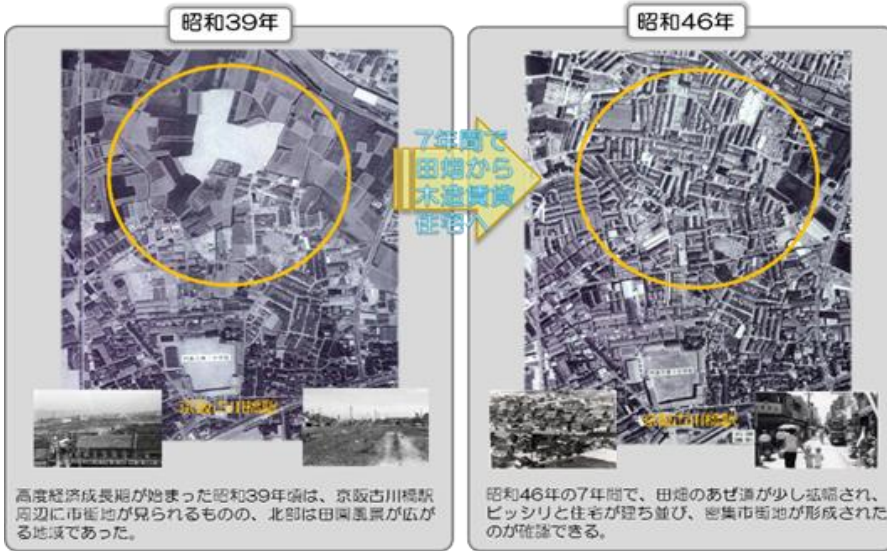 昭和39年
京阪古川橋駅
高度経済成長期が始まった昭和39年頃は、京阪古川橋駅
周辺に市街地が見られるものの、北部は田園風景が広が
る地域であった。
7年間で
田畑から
木造賃貸
住宅へ
昭和46年
京阪古川橋駅
昭和46年の7年間で、田畑のあぜ道が少し拡幅され、
ビッシリと住宅が建ち並び、密集市街地が形成された
のが確認できる。